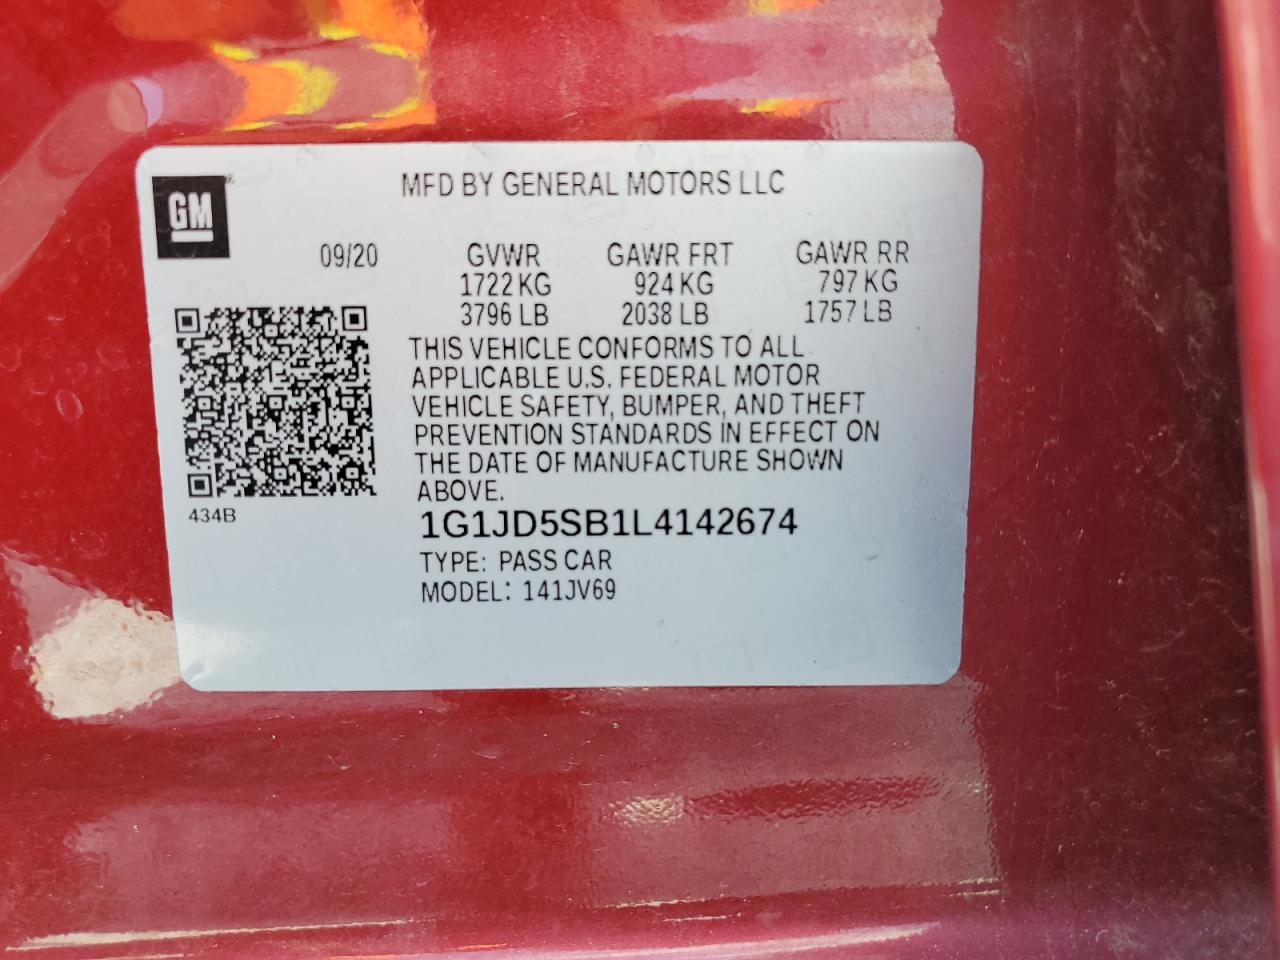 GM
MFD BY GENERAL MOTORS LLC
09/20 GVWR GAWR FRT GAWR RR
1722 KG 924 KG 797 KG
3796 LB 2038 LB 1757 LB
THIS VEHICLE CONFORMS TO ALL
APPLICABLE U.S. FEDERAL MOTOR
VEHICLE SAFETY, BUMPER, AND THEFT
PREVENTION STANDARDS IN EFFECT ON
THE DATE OF MANUFACTURE SHOWN
ABOVE.
434B
1G1JD5SB1L4142674
TYPE: PASS CAR
MODEL: 141JV69